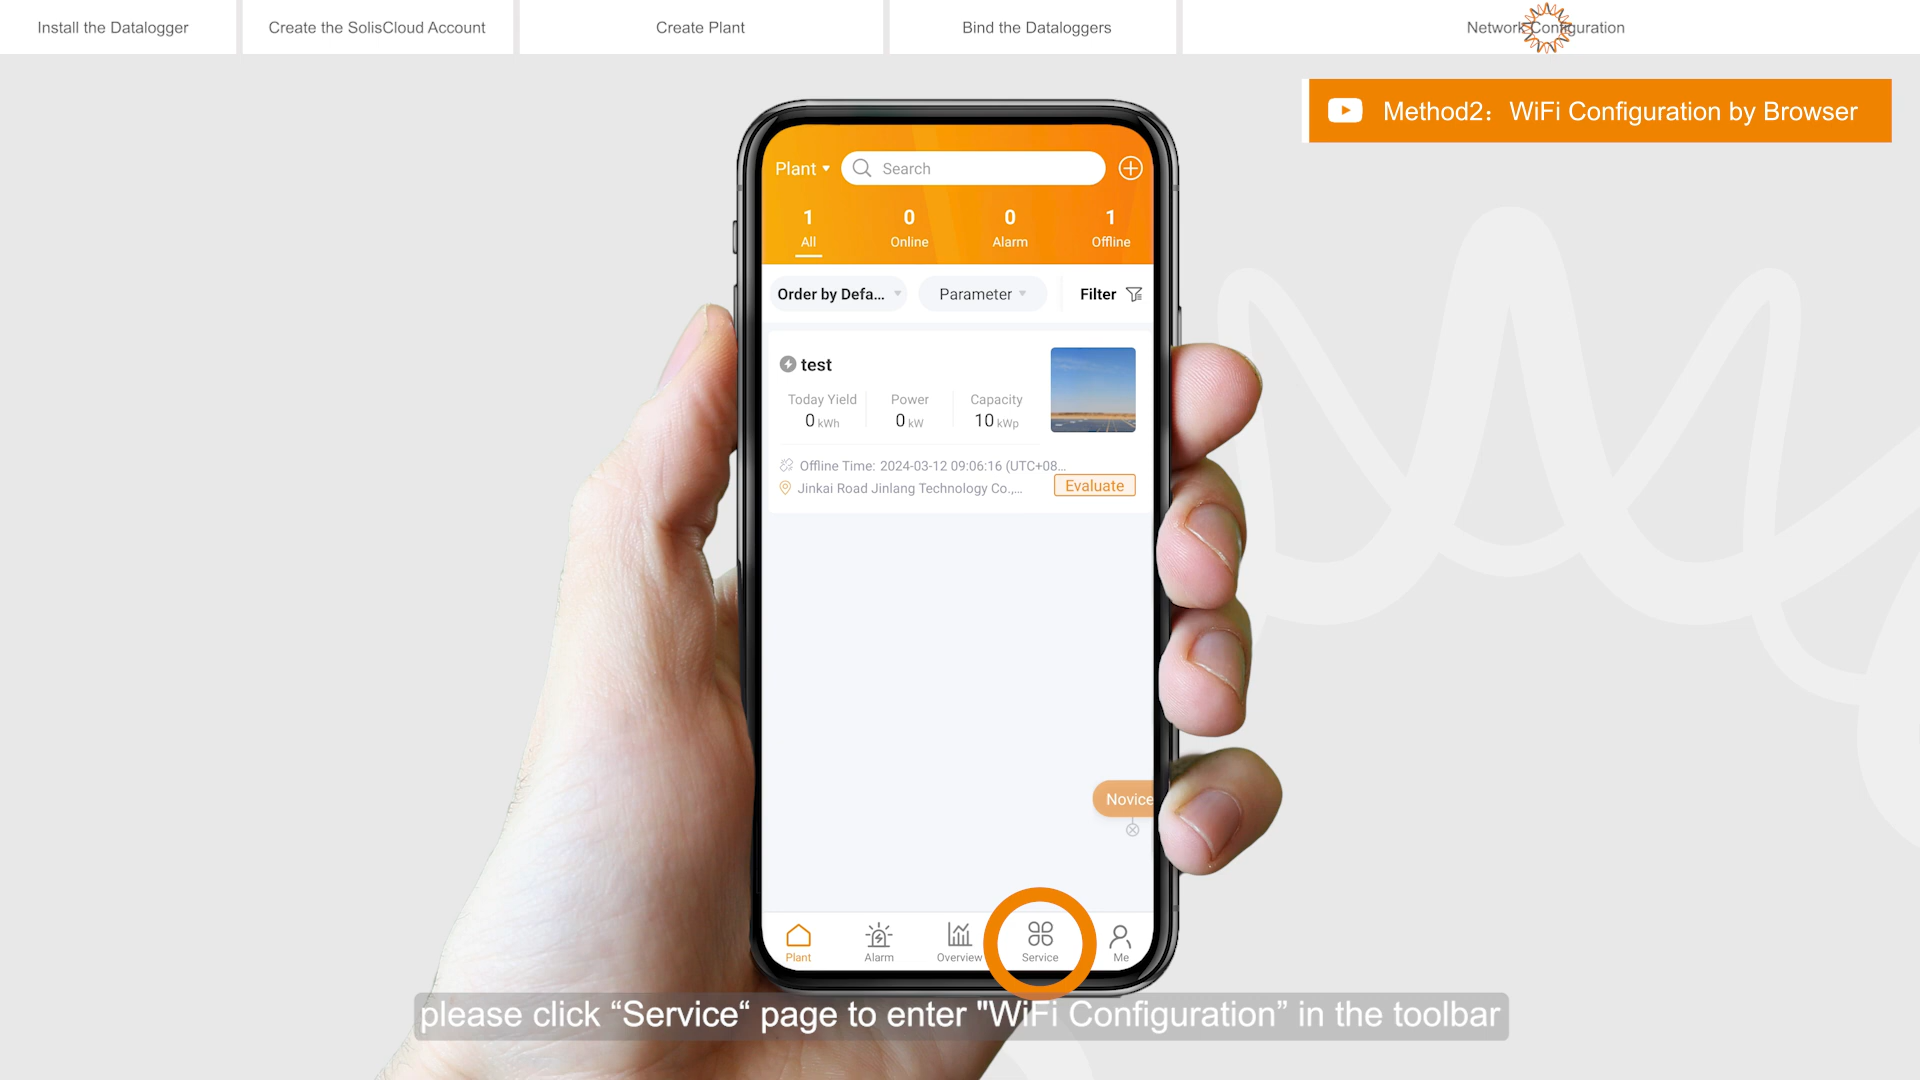 Install the Datalogger
Create the SolisCloud Account
Create Plant
Bind the Dataloggers
Network Configuration
Method2：WiFi Configuration by Browser
Plant
Search
1
All
0
Online
0
Alarm
1
Offline
Order by Defa...
Parameter
Filter
test
Today Yield
0 kWh
Power
0 kW
Capacity
10 kWp
Offline Time: 2024-03-12 09:06:16 (UTC+08...
Jinkai Road Jinlang Technology Co.,...
Evaluate
Novice
Plant
Alarm
Overview
Service
Me
please click “Service“ page to enter "WiFi Configuration” in the toolbar